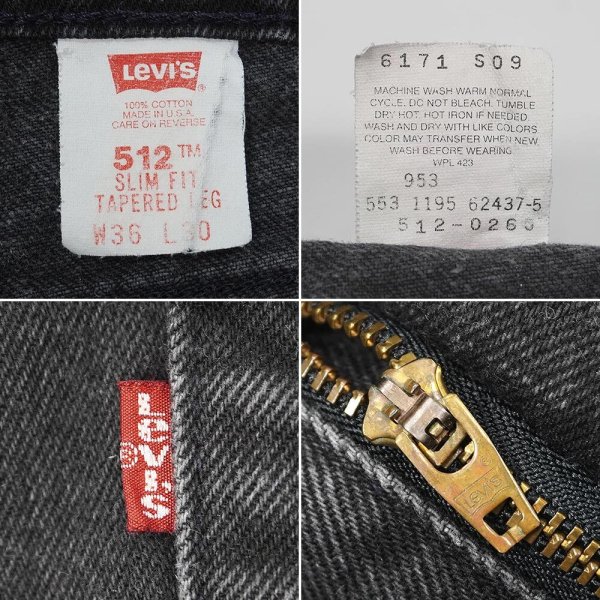 Levi's
100% COTTON
MADE IN U.S.A.
CARE ON REVERSE
512™
SLIM FIT
TAPERED LEG
W36 L30
6171 S09
MACHINE WASH WARM NORMAL
CYCLE. DO NOT BLEACH. TUMBLE
DRY HOT. HOT IRON IF NEEDED.
WASH AND DRY WITH LIKE COLORS
COLOR MAY TRANSFER WHEN NEW.
WASH BEFORE WEARING.
WPL 423
953
553 1195 62437-5
512-0260
LeVI'S
®
LEVI'S